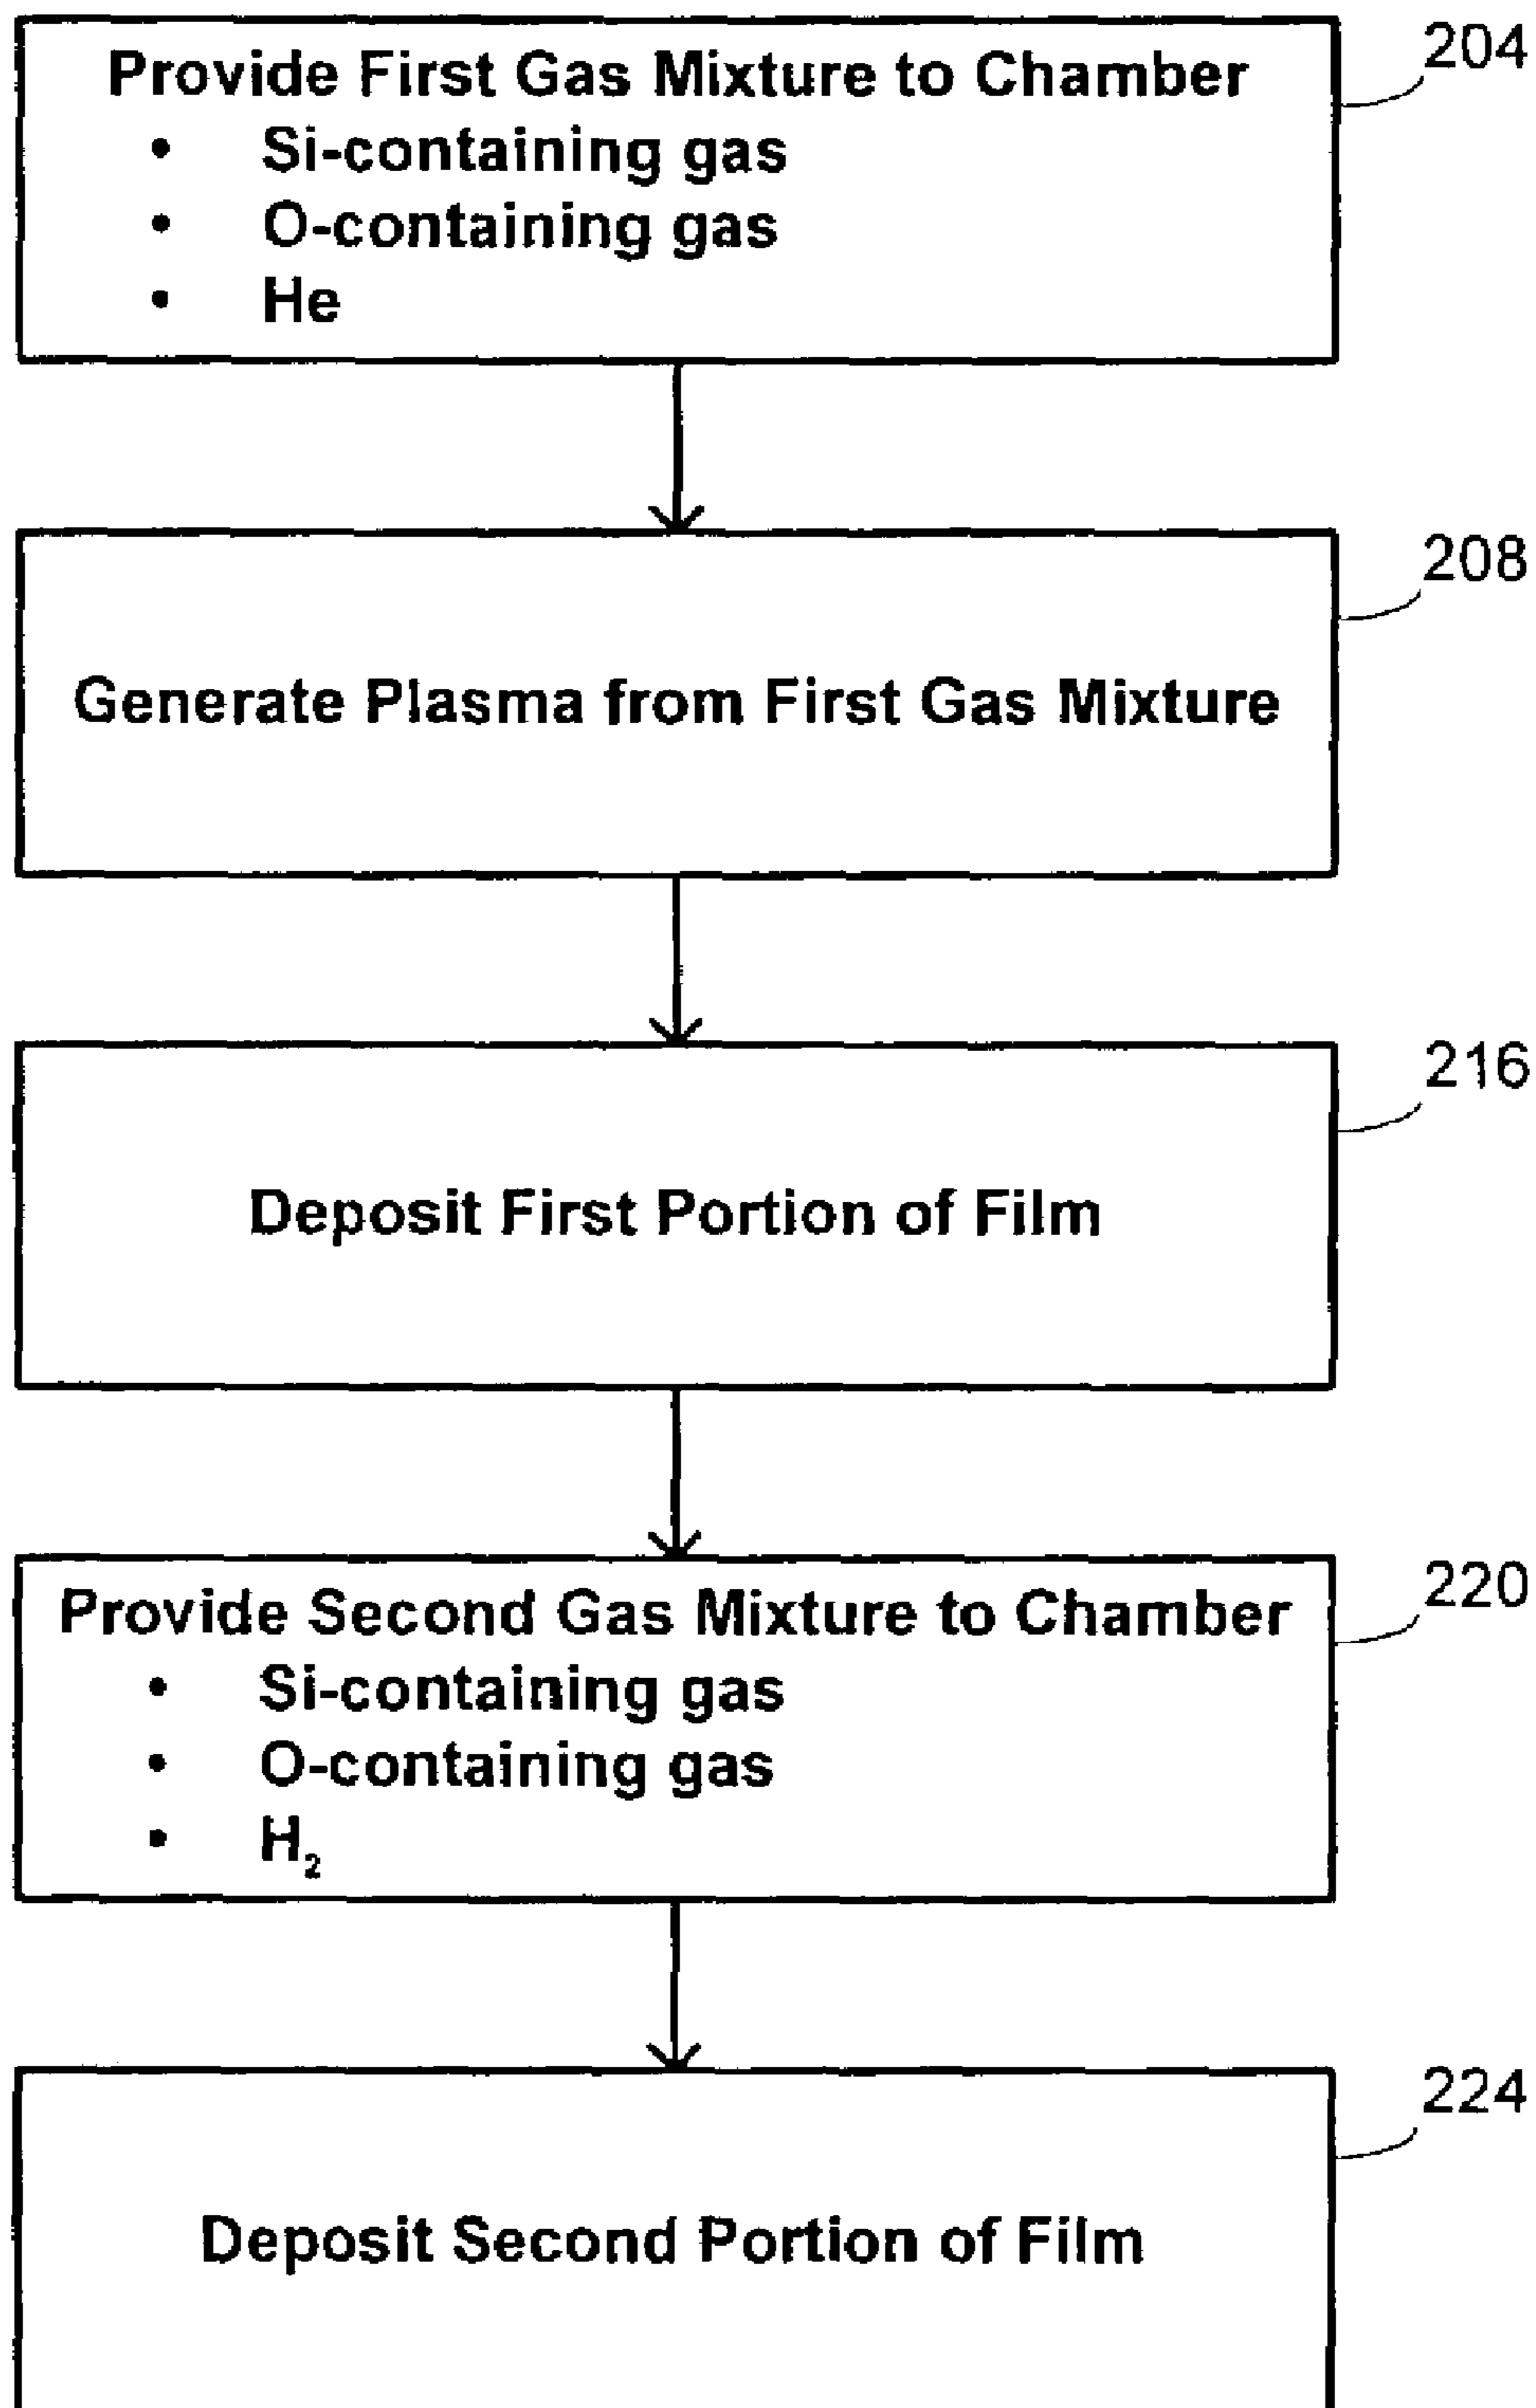 Provide First Gas Mixture to Chamber
• Si-containing gas
• O-containing gas
• He
204
Generate Plasma from First Gas Mixture
208
Deposit First Portion of Film
216
Provide Second Gas Mixture to Chamber
• Si-containing gas
• O-containing gas
• H₂
220
Deposit Second Portion of Film
224